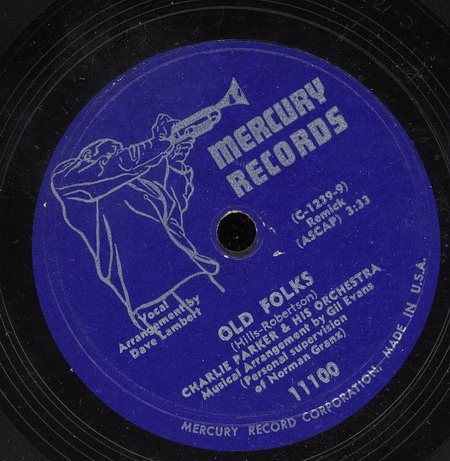 MERCURY
RECORDS
(C-1239-9)
Remick
(ASCAP) 3:33
Vocal
Arrangement by
Dave Lambert
OLD FOLKS
(Hills-Robertson)
CHARLIE PARKER & HIS ORCHESTRA
Musical Arrangement by Gil Evans
(Personal supervision
of Norman Granz)
11100
MERCURY RECORD CORPORATION, MADE IN U.S.A.